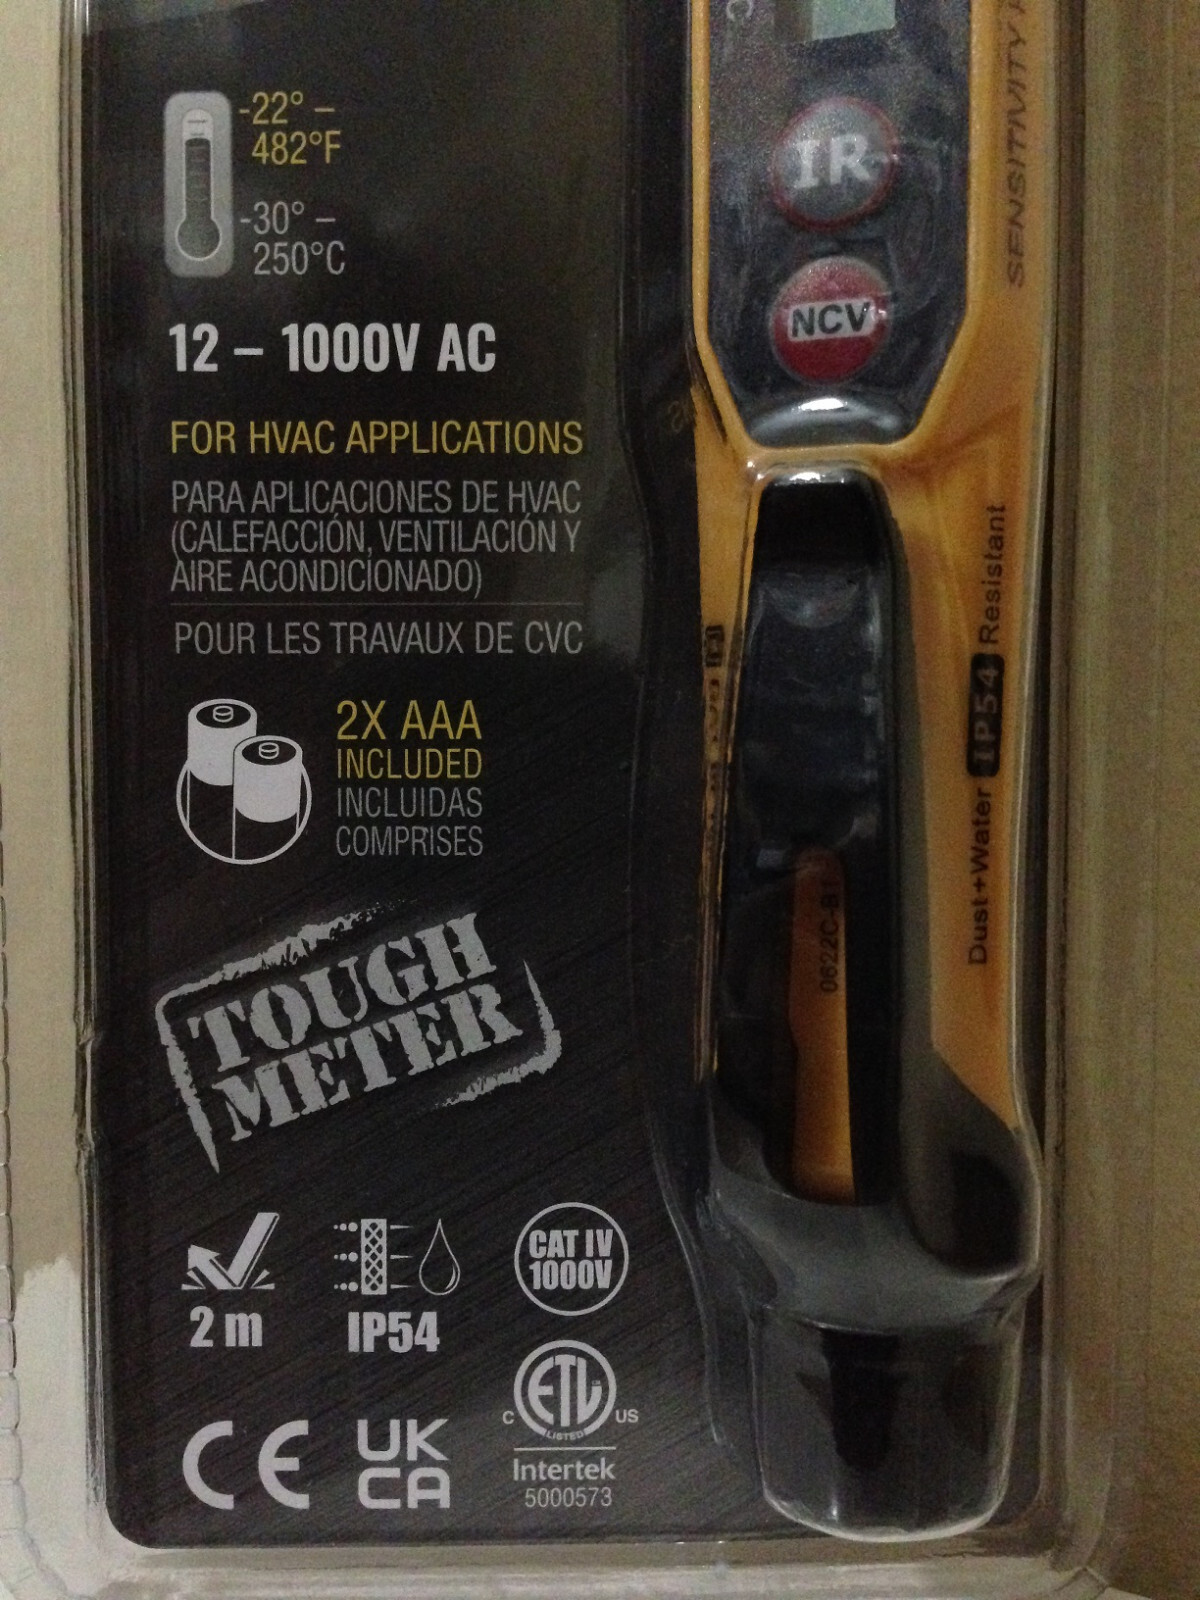 -22° –
482°F
-30° –
250°C
12 – 1000V AC
FOR HVAC APPLICATIONS
PARA APLICACIONES DE HVAC
(CALEFACCIÓN, VENTILACIÓN Y
AIRE ACONDICIONADO)
POUR LES TRAVAUX DE CVC
2X AAA
INCLUDED
INCLUIDAS
COMPRISES
TOUGH
METER
2 m
IP54
CAT IV
1000V
CE
UK
CA
C ETL US
LISTED
Intertek
5000573
IR
NCV
SENSITIVITY
Dust+Water IP54 Resistant
0622C-B1